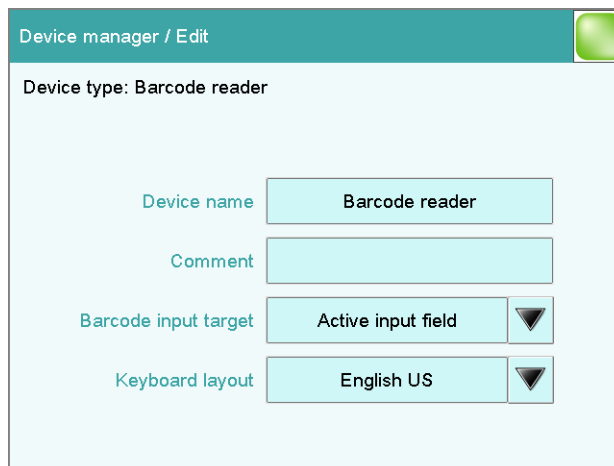 Device manager / Edit
Device type: Barcode reader
Device name Barcode reader
Comment
Barcode input target Active input field
Keyboard layout English US